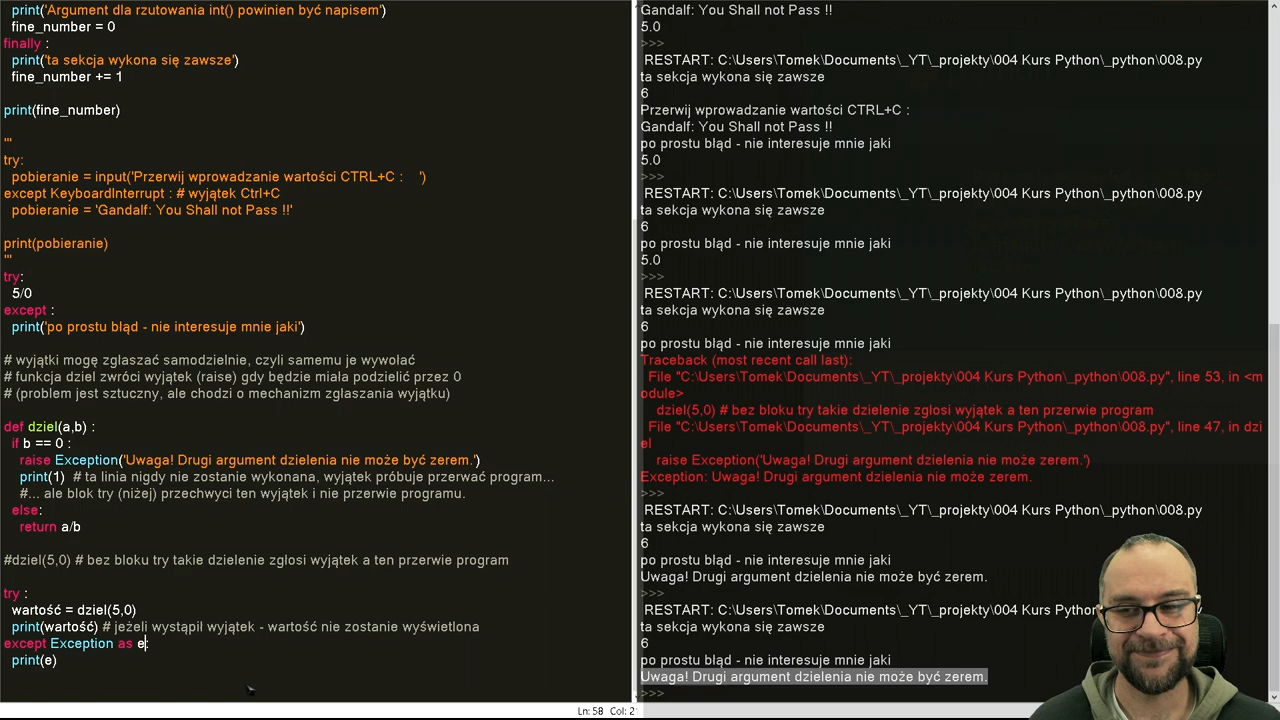 print('Argument dla rzutowania int() powinien być napisem')
fine_number = 0
finally :
print('ta sekcja wykona się zawsze')
fine_number += 1
print(fine_number)
'''
try:
pobieranie = input('Przerwij wprowadzanie wartości CTRL+C :    ')
except KeyboardInterrupt : # wyjątek Ctrl+C
pobieranie = 'Gandalf: You Shall not Pass !!'
print(pobieranie)
'''
try:
5/0
except :
print('po prostu błąd - nie interesuje mnie jaki')
# wyjątki mogę zgłaszać samodzielnie, czyli samemu je wywołać
# funkcja dziel zwróci wyjątek (raise) gdy będzie miała podzielić przez 0
# (problem jest sztuczny, ale chodzi o mechanizm zgłaszania wyjątku)
def dziel(a,b) :
if b == 0 :
raise Exception('Uwaga! Drugi argument dzielenia nie może być zerem.')
print(1)  # ta linia nigdy nie zostanie wykonana, wyjątek próbuje przerwać program...
#... ale blok try (niżej) przechwyci ten wyjątek i nie przerwie programu.
else:
return a/b
#dziel(5,0) # bez bloku try takie dzielenie zgłosi wyjątek a ten przerwie program
try :
wartość = dziel(5,0)
print(wartość) # jeżeli wystąpił wyjątek - wartość nie zostanie wyświetlona
except Exception as e:
print(e)
Gandalf: You Shall not Pass !!
5.0
>>>
RESTART: C:\Users\Tomek\Documents\_YT\_projekty\004 Kurs Python\_python\008.py
ta sekcja wykona się zawsze
6
Przerwij wprowadzanie wartości CTRL+C :
Gandalf: You Shall not Pass !!
po prostu błąd - nie interesuje mnie jaki
5.0
>>>
RESTART: C:\Users\Tomek\Documents\_YT\_projekty\004 Kurs Python\_python\008.py
ta sekcja wykona się zawsze
6
po prostu błąd - nie interesuje mnie jaki
5.0
>>>
RESTART: C:\Users\Tomek\Documents\_YT\_projekty\004 Kurs Python\_python\008.py
ta sekcja wykona się zawsze
6
po prostu błąd - nie interesuje mnie jaki
Traceback (most recent call last):
File "C:\Users\Tomek\Documents\_YT\_projekty\004 Kurs Python\_python\008.py", line 53, in <m
odule>
dziel(5,0) # bez bloku try takie dzielenie zgłosi wyjątek a ten przerwie program
File "C:\Users\Tomek\Documents\_YT\_projekty\004 Kurs Python\_python\008.py", line 47, in dzi
el
raise Exception('Uwaga! Drugi argument dzielenia nie może być zerem.')
Exception: Uwaga! Drugi argument dzielenia nie może być zerem.
>>>
RESTART: C:\Users\Tomek\Documents\_YT\_projekty\004 Kurs Python\_python\008.py
ta sekcja wykona się zawsze
6
po prostu błąd - nie interesuje mnie jaki
Uwaga! Drugi argument dzielenia nie może być zerem.
>>>
RESTART: C:\Users\Tomek\Documents\_YT\_projekty\004 Kurs Pyth
ta sekcja wykona się zawsze
6
po prostu błąd - nie interesuje mnie jaki
Uwaga! Drugi argument dzielenia nie może być zerem.
>>>
Ln: 58 Col: 2